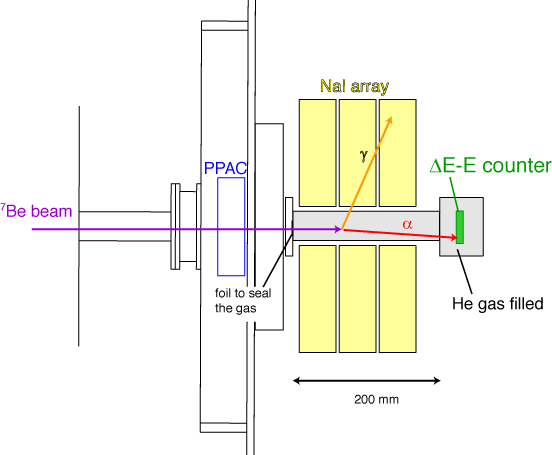 NaI array
γ
PPAC
ΔE-E counter
⁷Be beam
α
foil to seal
the gas
He gas filled
200 mm